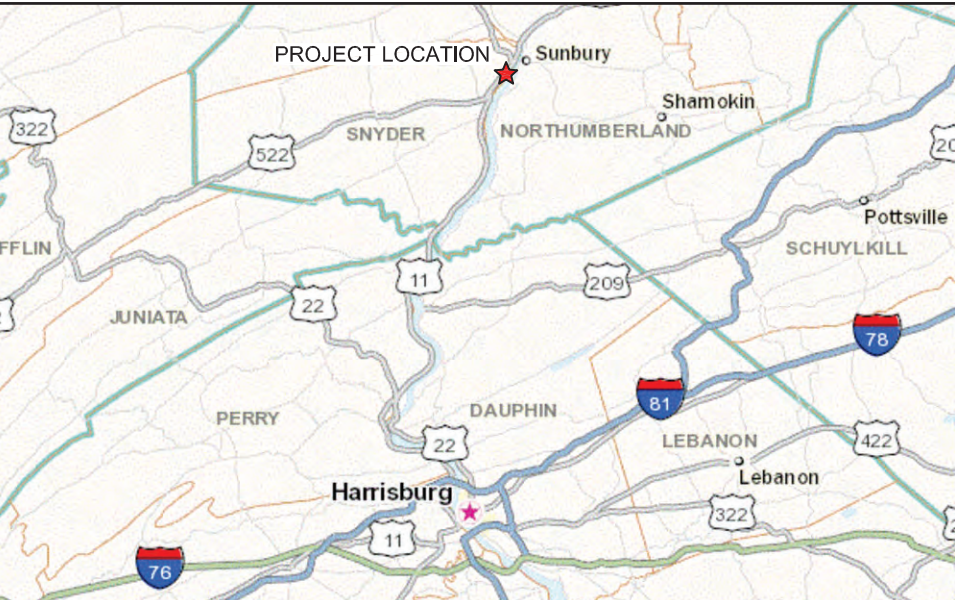 PROJECT LOCATION
Sunbury
Shamokin
322
SNYDER
NORTHUMBERLAND
522
20
Pottsville
FFLIN
SCHUYLKILL
11
209
22
JUNIATA
78
81
PERRY
DAUPHIN
22
LEBANON
422
Lebanon
Harrisburg
322
11
76